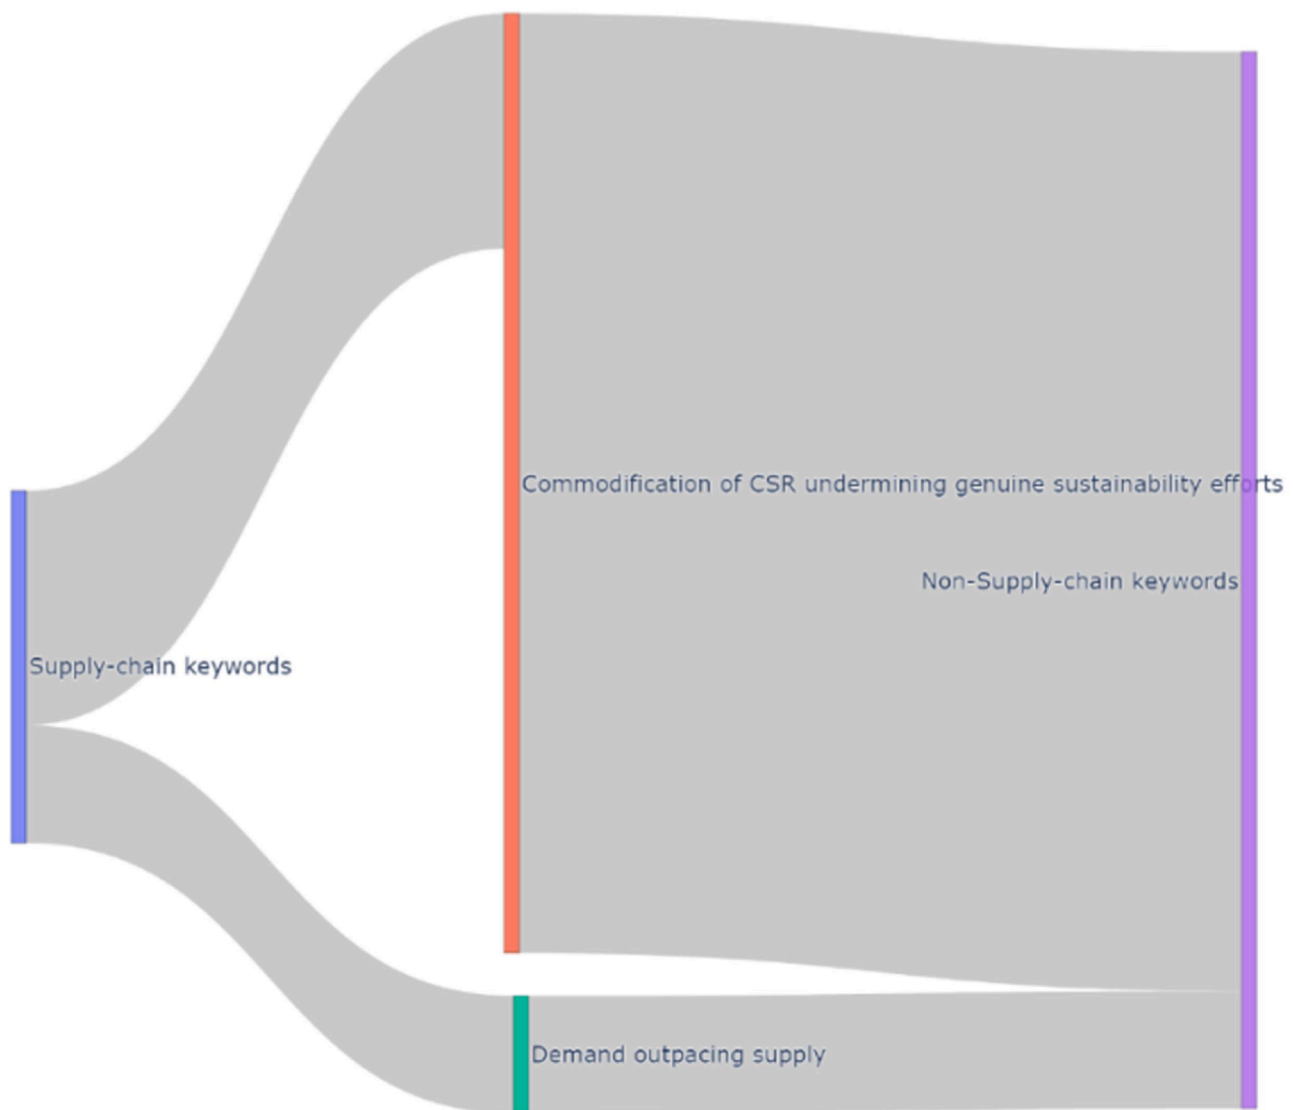 Commodification of CSR undermining genuine sustainability efforts
Non-Supply-chain keywords
Supply-chain keywords
Demand outpacing supply